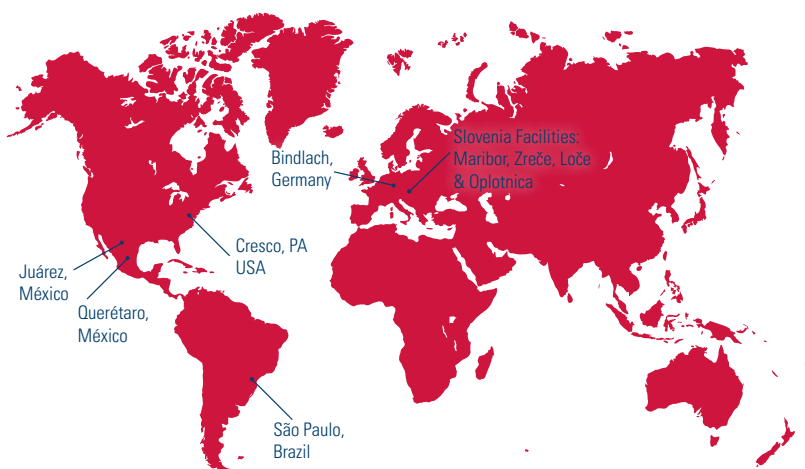 Slovenia Facilities:
Maribor, Zreče, Loče
& Oplotnica
Bindlach,
Germany
Cresco, PA
USA
Juárez,
México
Querétaro,
México
São Paulo,
Brazil